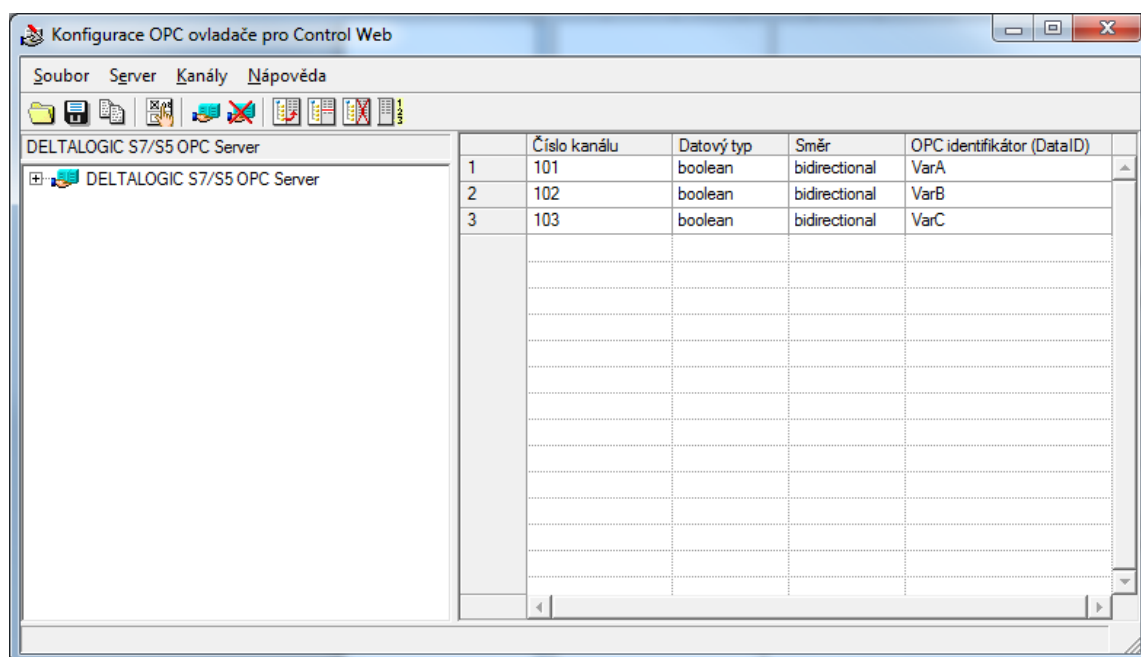 Konfigurace OPC ovladače pro Control Web
Soubor Server Kanály Nápověda
DELTALOGIC S7/S5 OPC Server
DELTALOGIC S7/S5 OPC Server
Číslo kanálu Datový typ Směr OPC identifikátor (DataID)
1 101 boolean bidirectional VarA
2 102 boolean bidirectional VarB
3 103 boolean bidirectional VarC